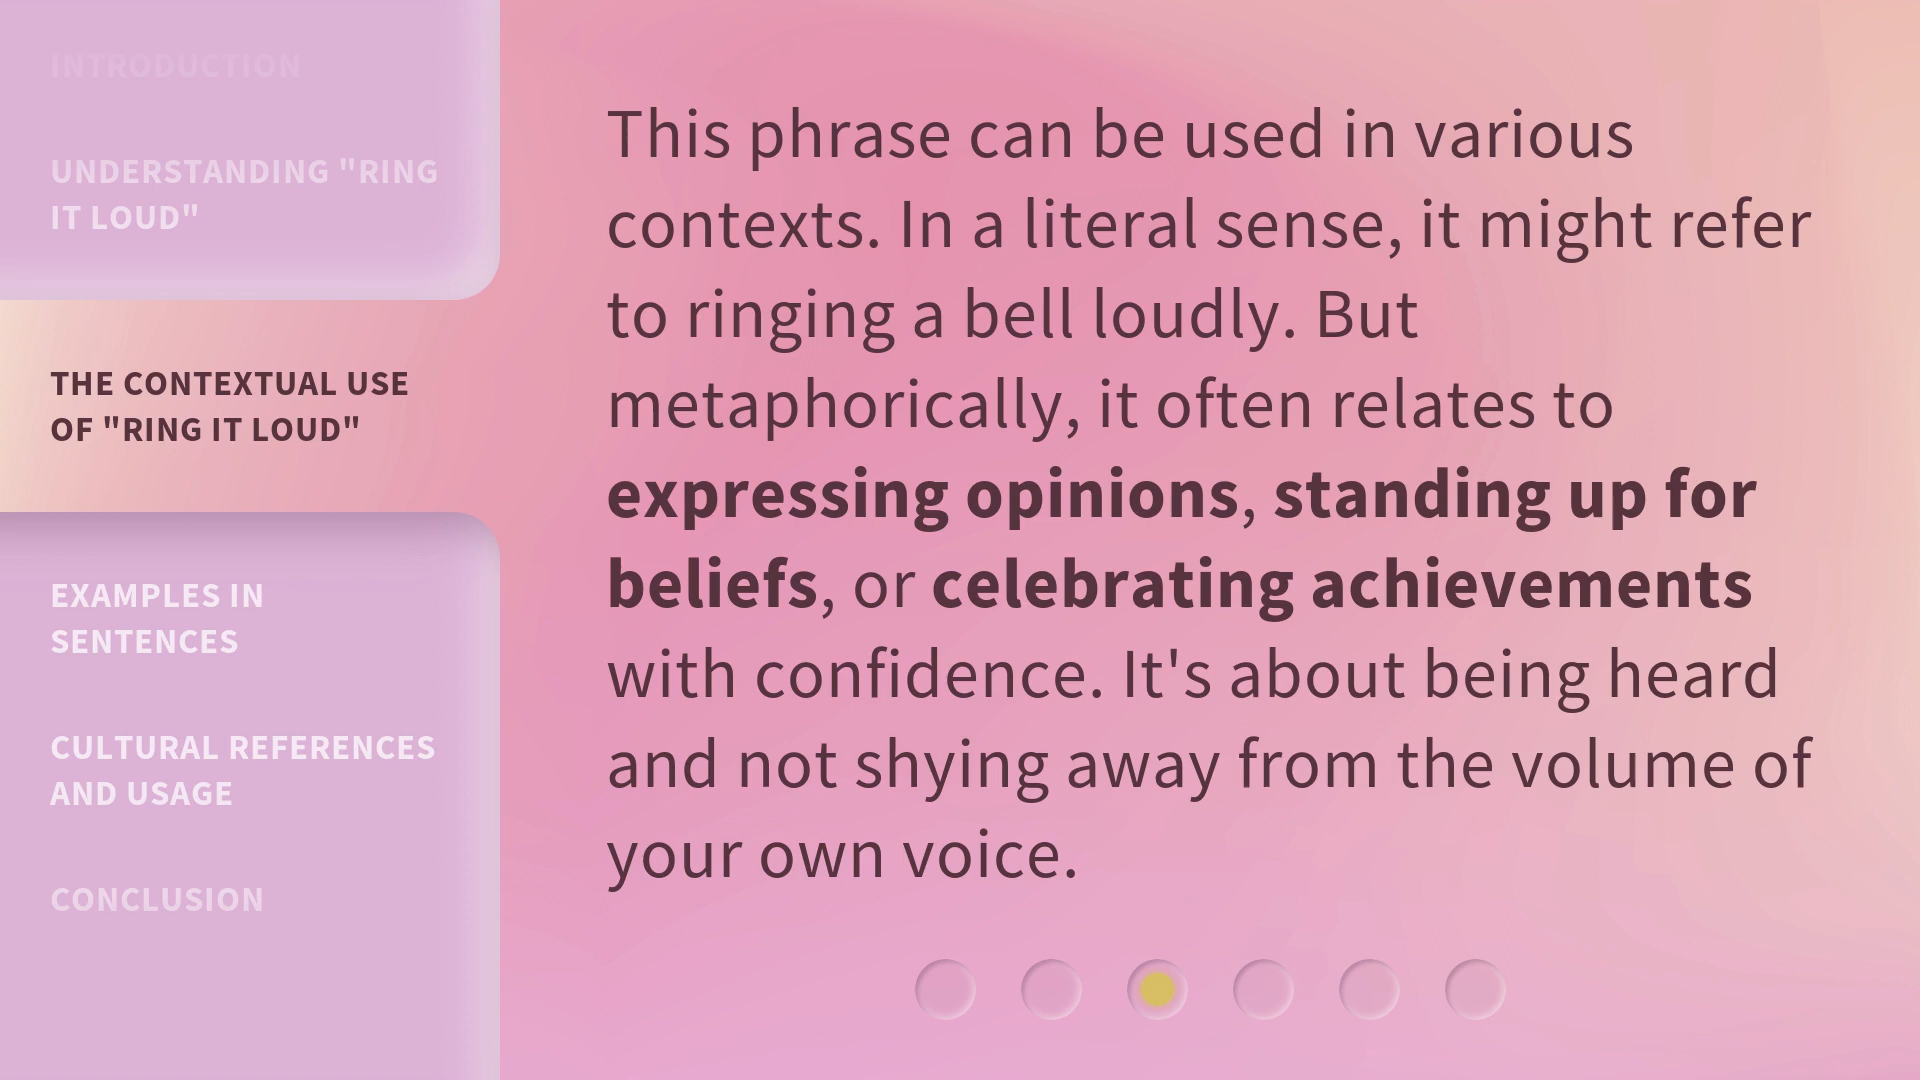 INTRODUCTION
UNDERSTANDING "RING
IT LOUD"
THE CONTEXTUAL USE
OF "RING IT LOUD"
EXAMPLES IN
SENTENCES
CULTURAL REFERENCES
AND USAGE
CONCLUSION
This phrase can be used in various
contexts. In a literal sense, it might refer
to ringing a bell loudly. But
metaphorically, it often relates to
expressing opinions, standing up for
beliefs, or celebrating achievements
with confidence. It's about being heard
and not shying away from the volume of
your own voice.